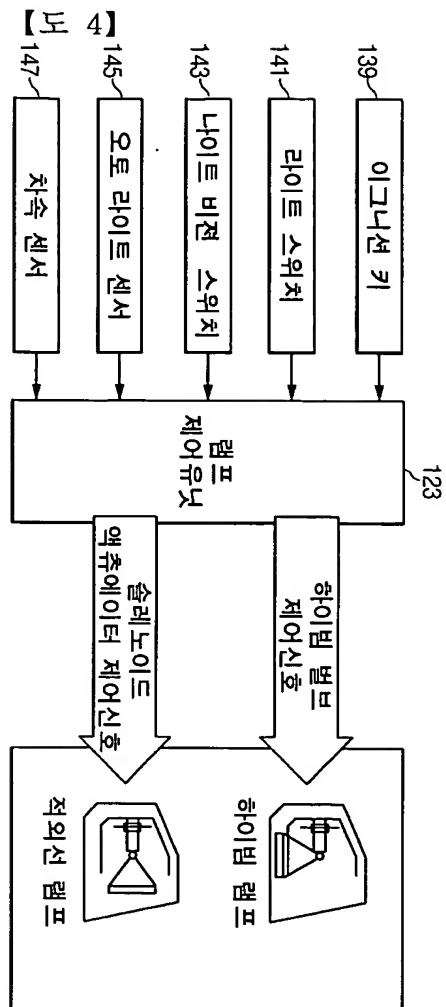 【도 4】
139
이그니션 키
141
라이트 스위치
143
나이트 비젼 스위치
145
오토 라이트 센서
147
차속 센서
123
램프
제어유닛
하이빔 벌브
제어신호
솔레노이드
액츄에이터 제어신호
하이빔 램프
적외선 램프